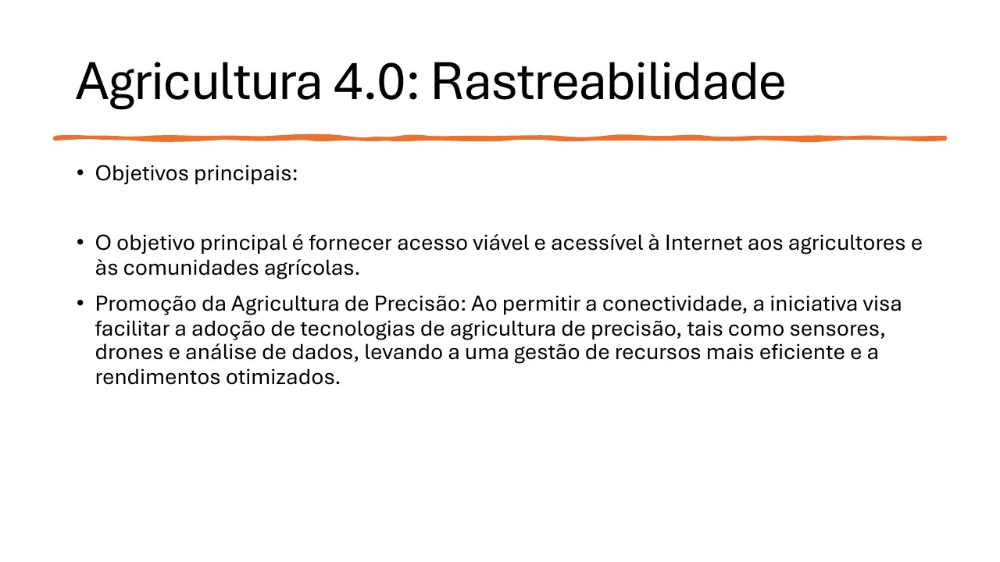 Agricultura 4.0: Rastreabilidade
• Objetivos principais:
• O objetivo principal é fornecer acesso viável e acessível à Internet aos agricultores e
às comunidades agrícolas.
• Promoção da Agricultura de Precisão: Ao permitir a conectividade, a iniciativa visa
facilitar a adoção de tecnologias de agricultura de precisão, tais como sensores,
drones e análise de dados, levando a uma gestão de recursos mais eficiente e a
rendimentos otimizados.